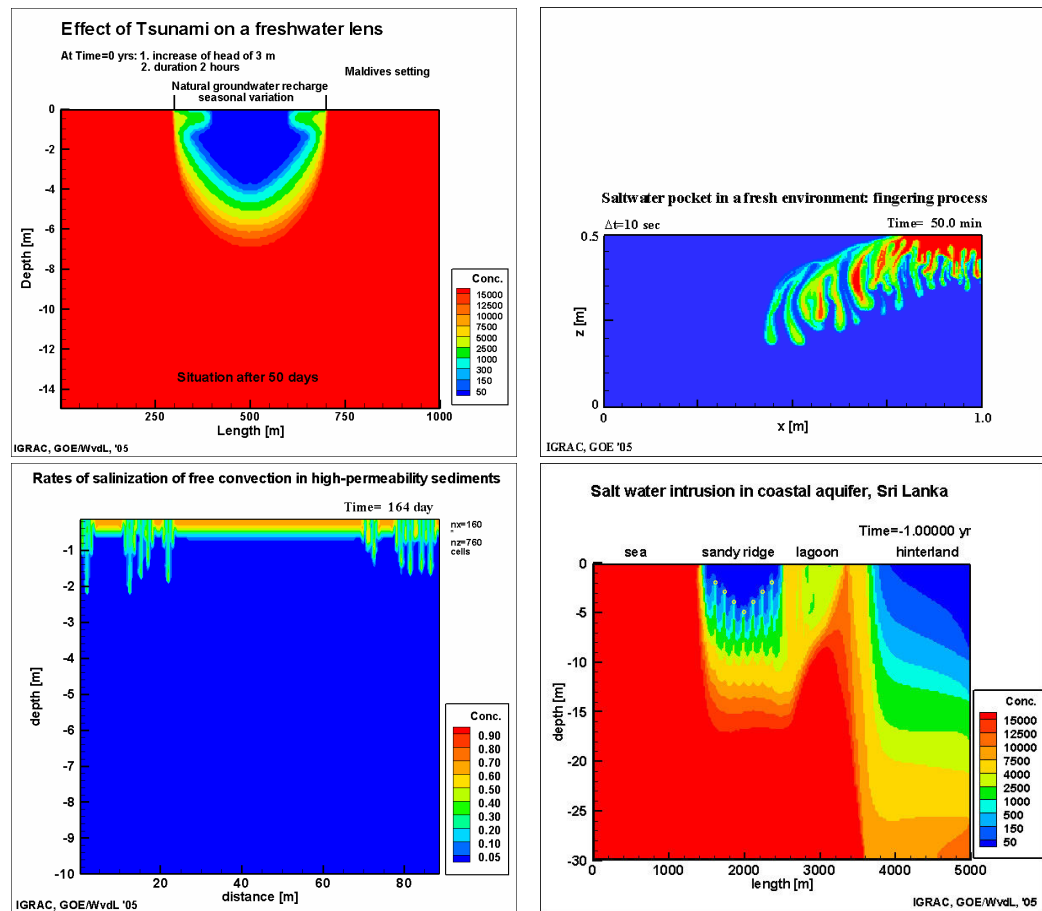 Effect of Tsunami on a freshwater lens
At Time=0 yrs: 1. increase of head of 3 m
2. duration 2 hours
Maldives setting
Natural groundwater recharge
seasonal variation
0
-2
-4
-6
-8
-10
-12
-14
Depth [m]
Conc.
15000
12500
10000
7500
5000
1000
300
150
50
Situation after 50 days
250
500
750
1000
Length [m]
IGRAC, GOE/WvdL, '05
Saltwater pocket in a fresh environment: fingering process
Δt=10 sec
Time= 50.0 min
0.5
z [m]
0
0
1.0
x [m]
IGRAC, GOE '05
Rates of salinization of free convection in high-permeability sediments
Time= 164 day
nx=160
-
nz=760
cells
-1
-2
-3
-4
-5
-6
-7
-8
-9
-10
depth [m]
Conc.
0.90
0.80
0.70
0.60
0.50
0.40
0.30
0.20
0.10
0.05
20
40
60
80
distance [m]
IGRAC, GOE/WvdL '05
Salt water intrusion in coastal aquifer, Sri Lanka
Time=-1.00000 yr
sea sandy ridge lagoon hinterland
0
-5
-10
-15
-20
-25
-30
depth [m]
Conc.
15000
12500
10000
7500
4000
2500
1000
500
150
50
0
1000
2000
3000
4000
5000
length [m]
IGRAC, GOE/WvdL, '05